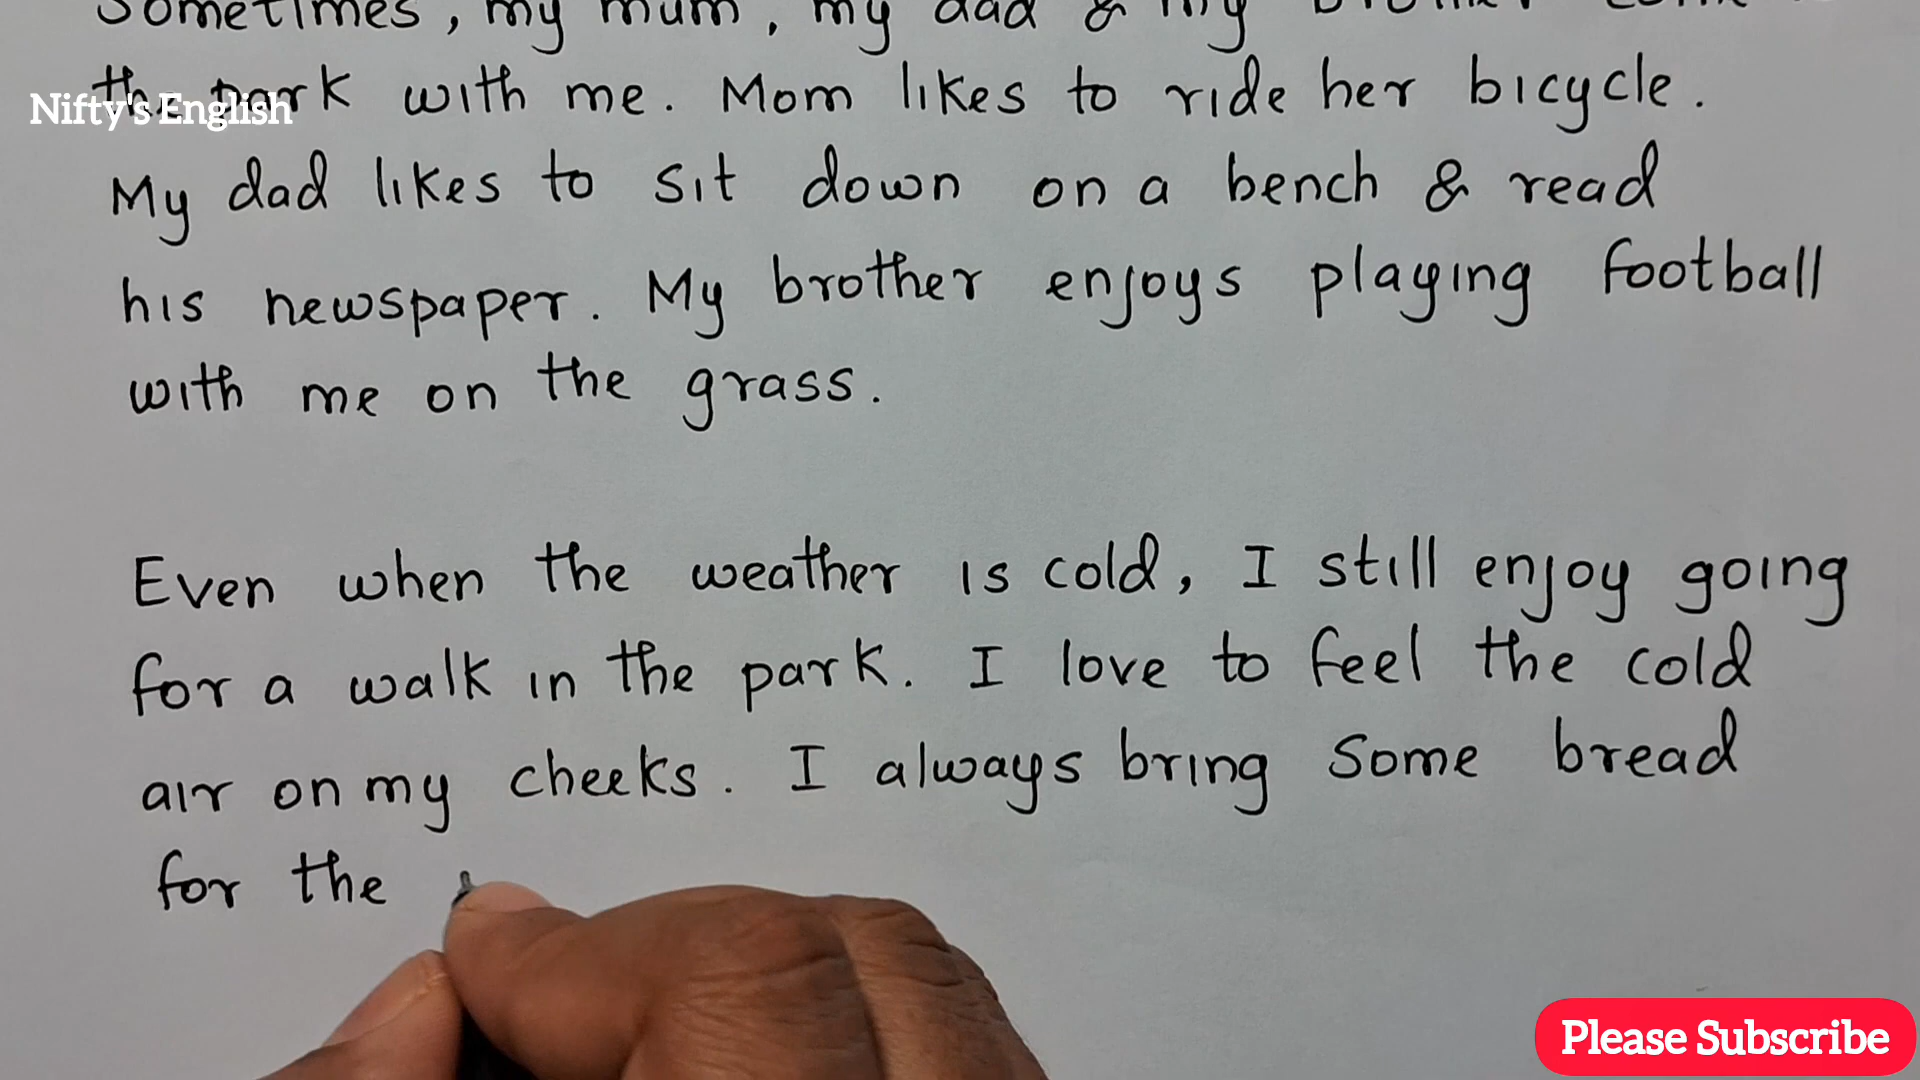 Sometimes, my mum, my dad & my brother come
the park with me. Mom likes to ride her bicycle.
Nifty's English
My dad likes to sit down on a bench & read
his newspaper. My brother enjoys playing football
with me on the grass.
Even when the weather is cold, I still enjoy going
for a walk in the park. I love to feel the cold
air on my cheeks. I always bring some bread
for the
Please Subscribe